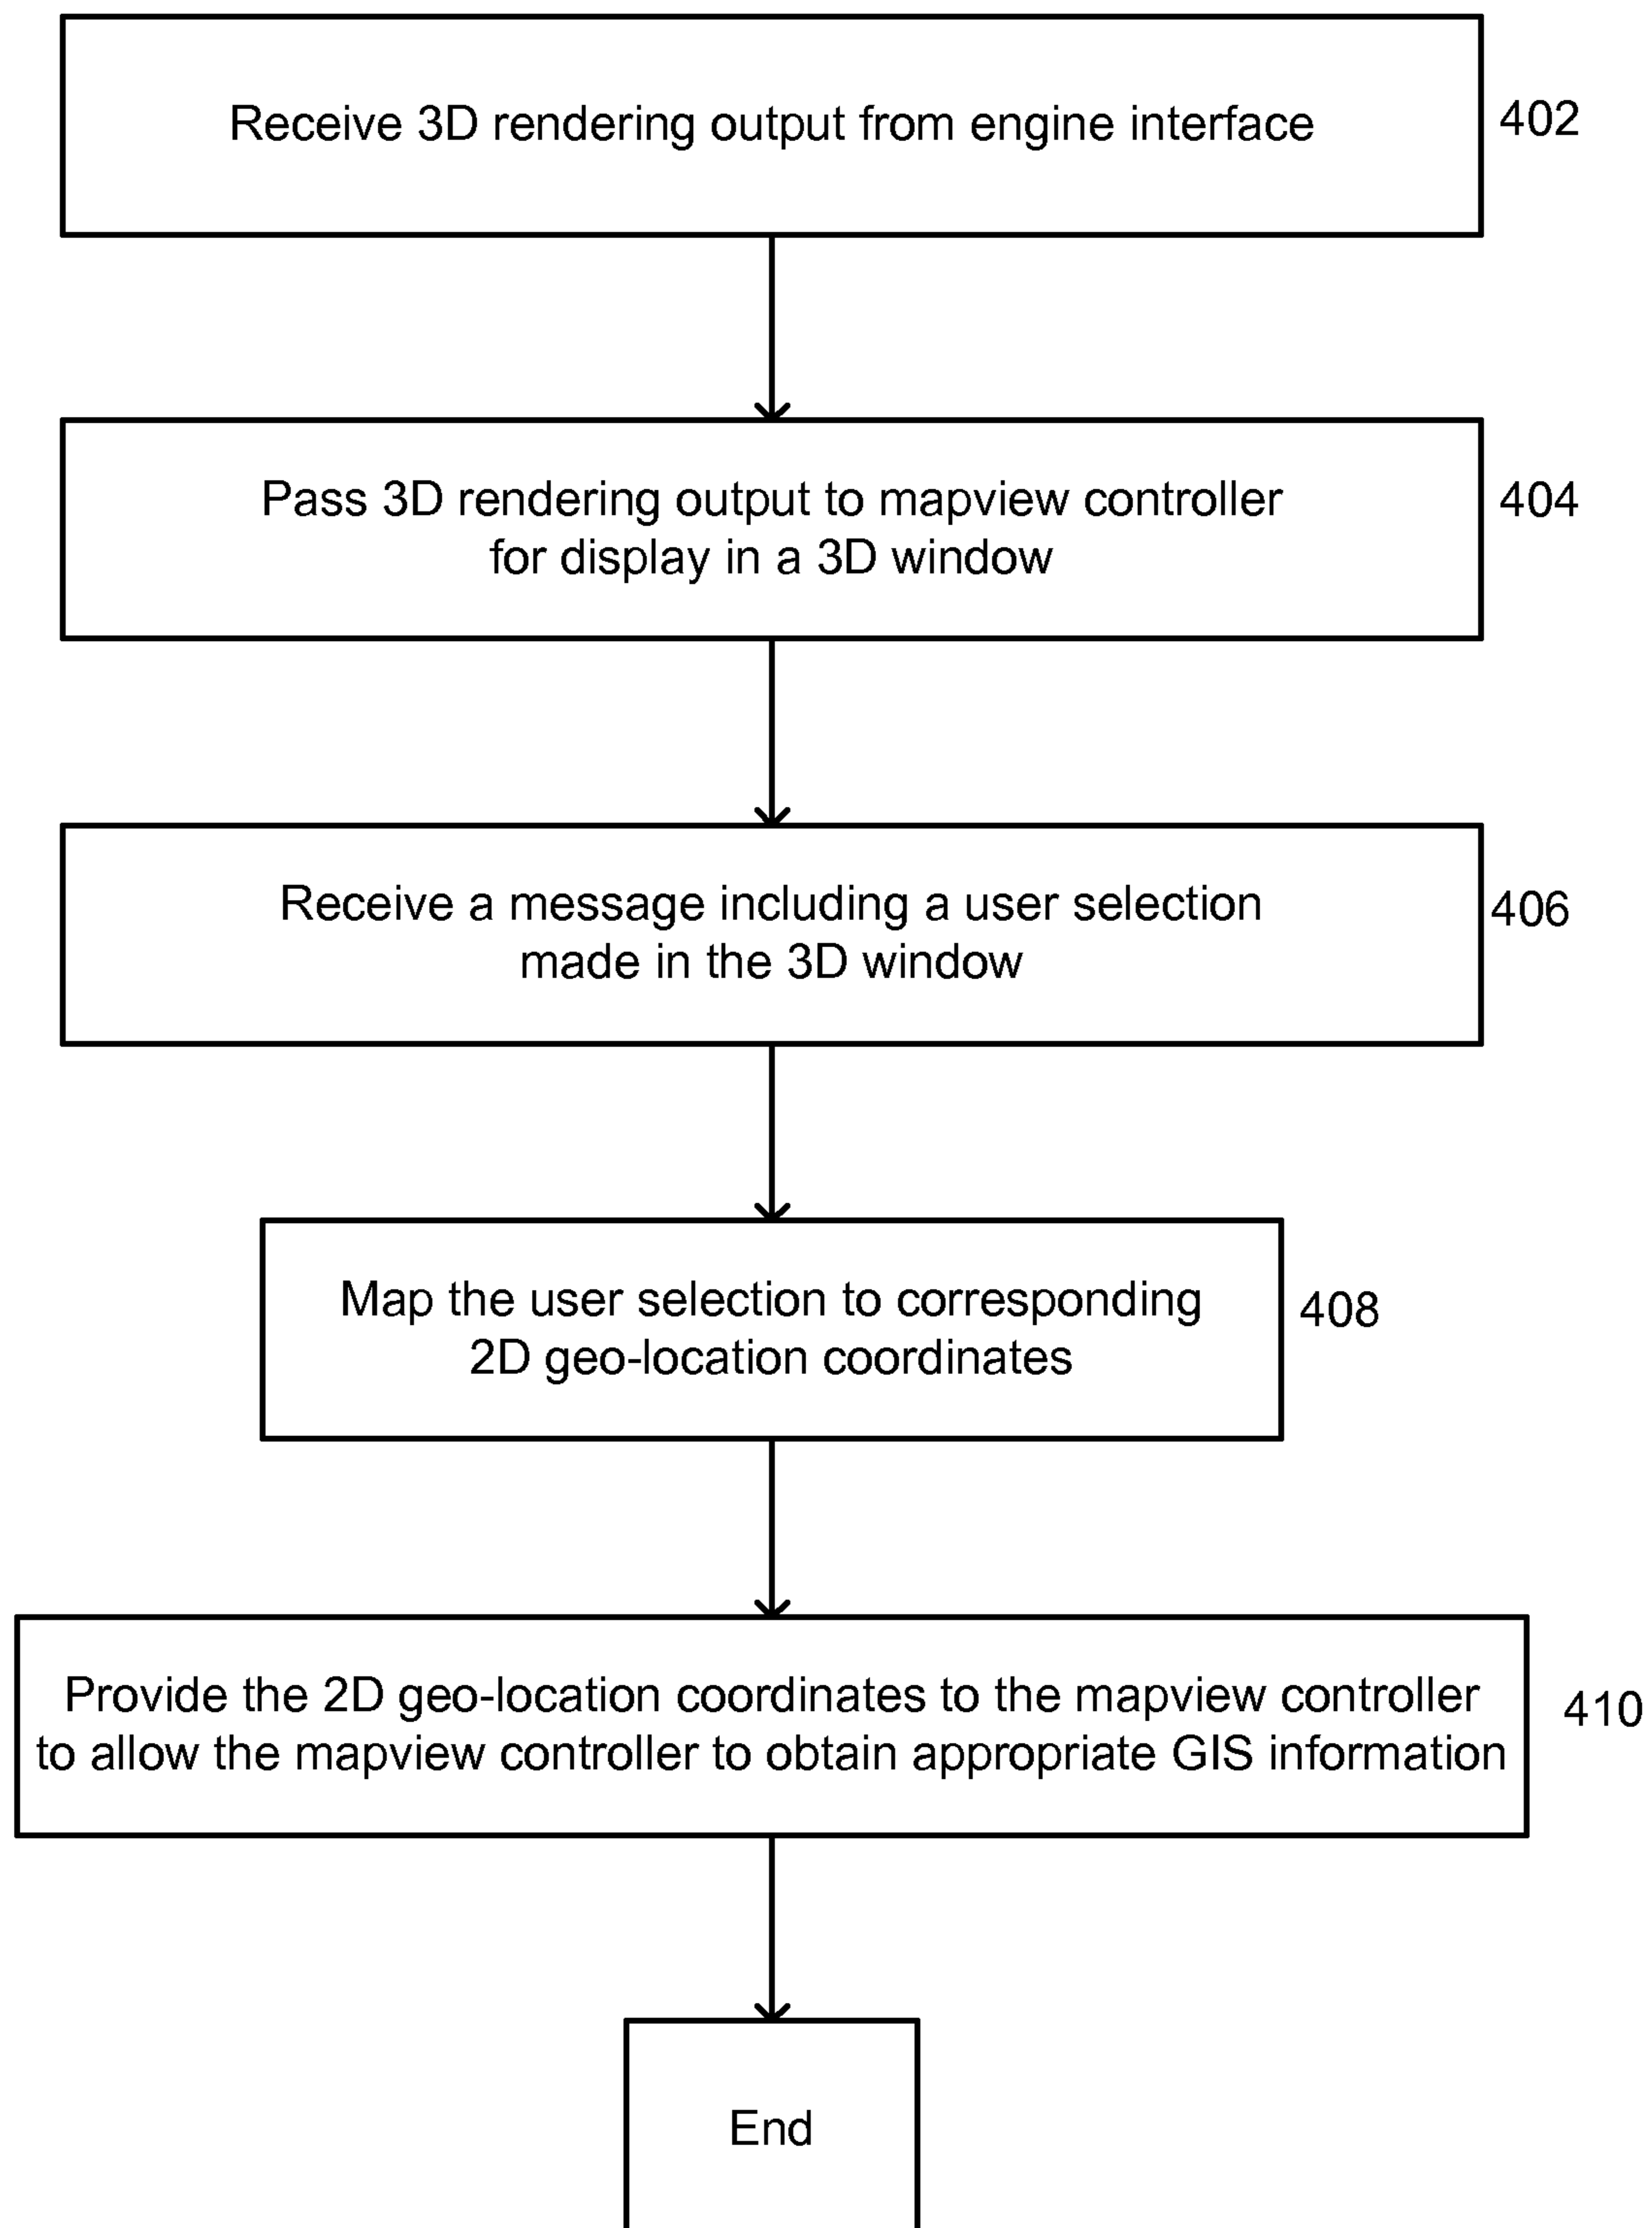 Receive 3D rendering output from engine interface
402
Pass 3D rendering output to mapview controller
for display in a 3D window
404
Receive a message including a user selection
made in the 3D window
406
Map the user selection to corresponding
2D geo-location coordinates
408
Provide the 2D geo-location coordinates to the mapview controller
to allow the mapview controller to obtain appropriate GIS information
410
End